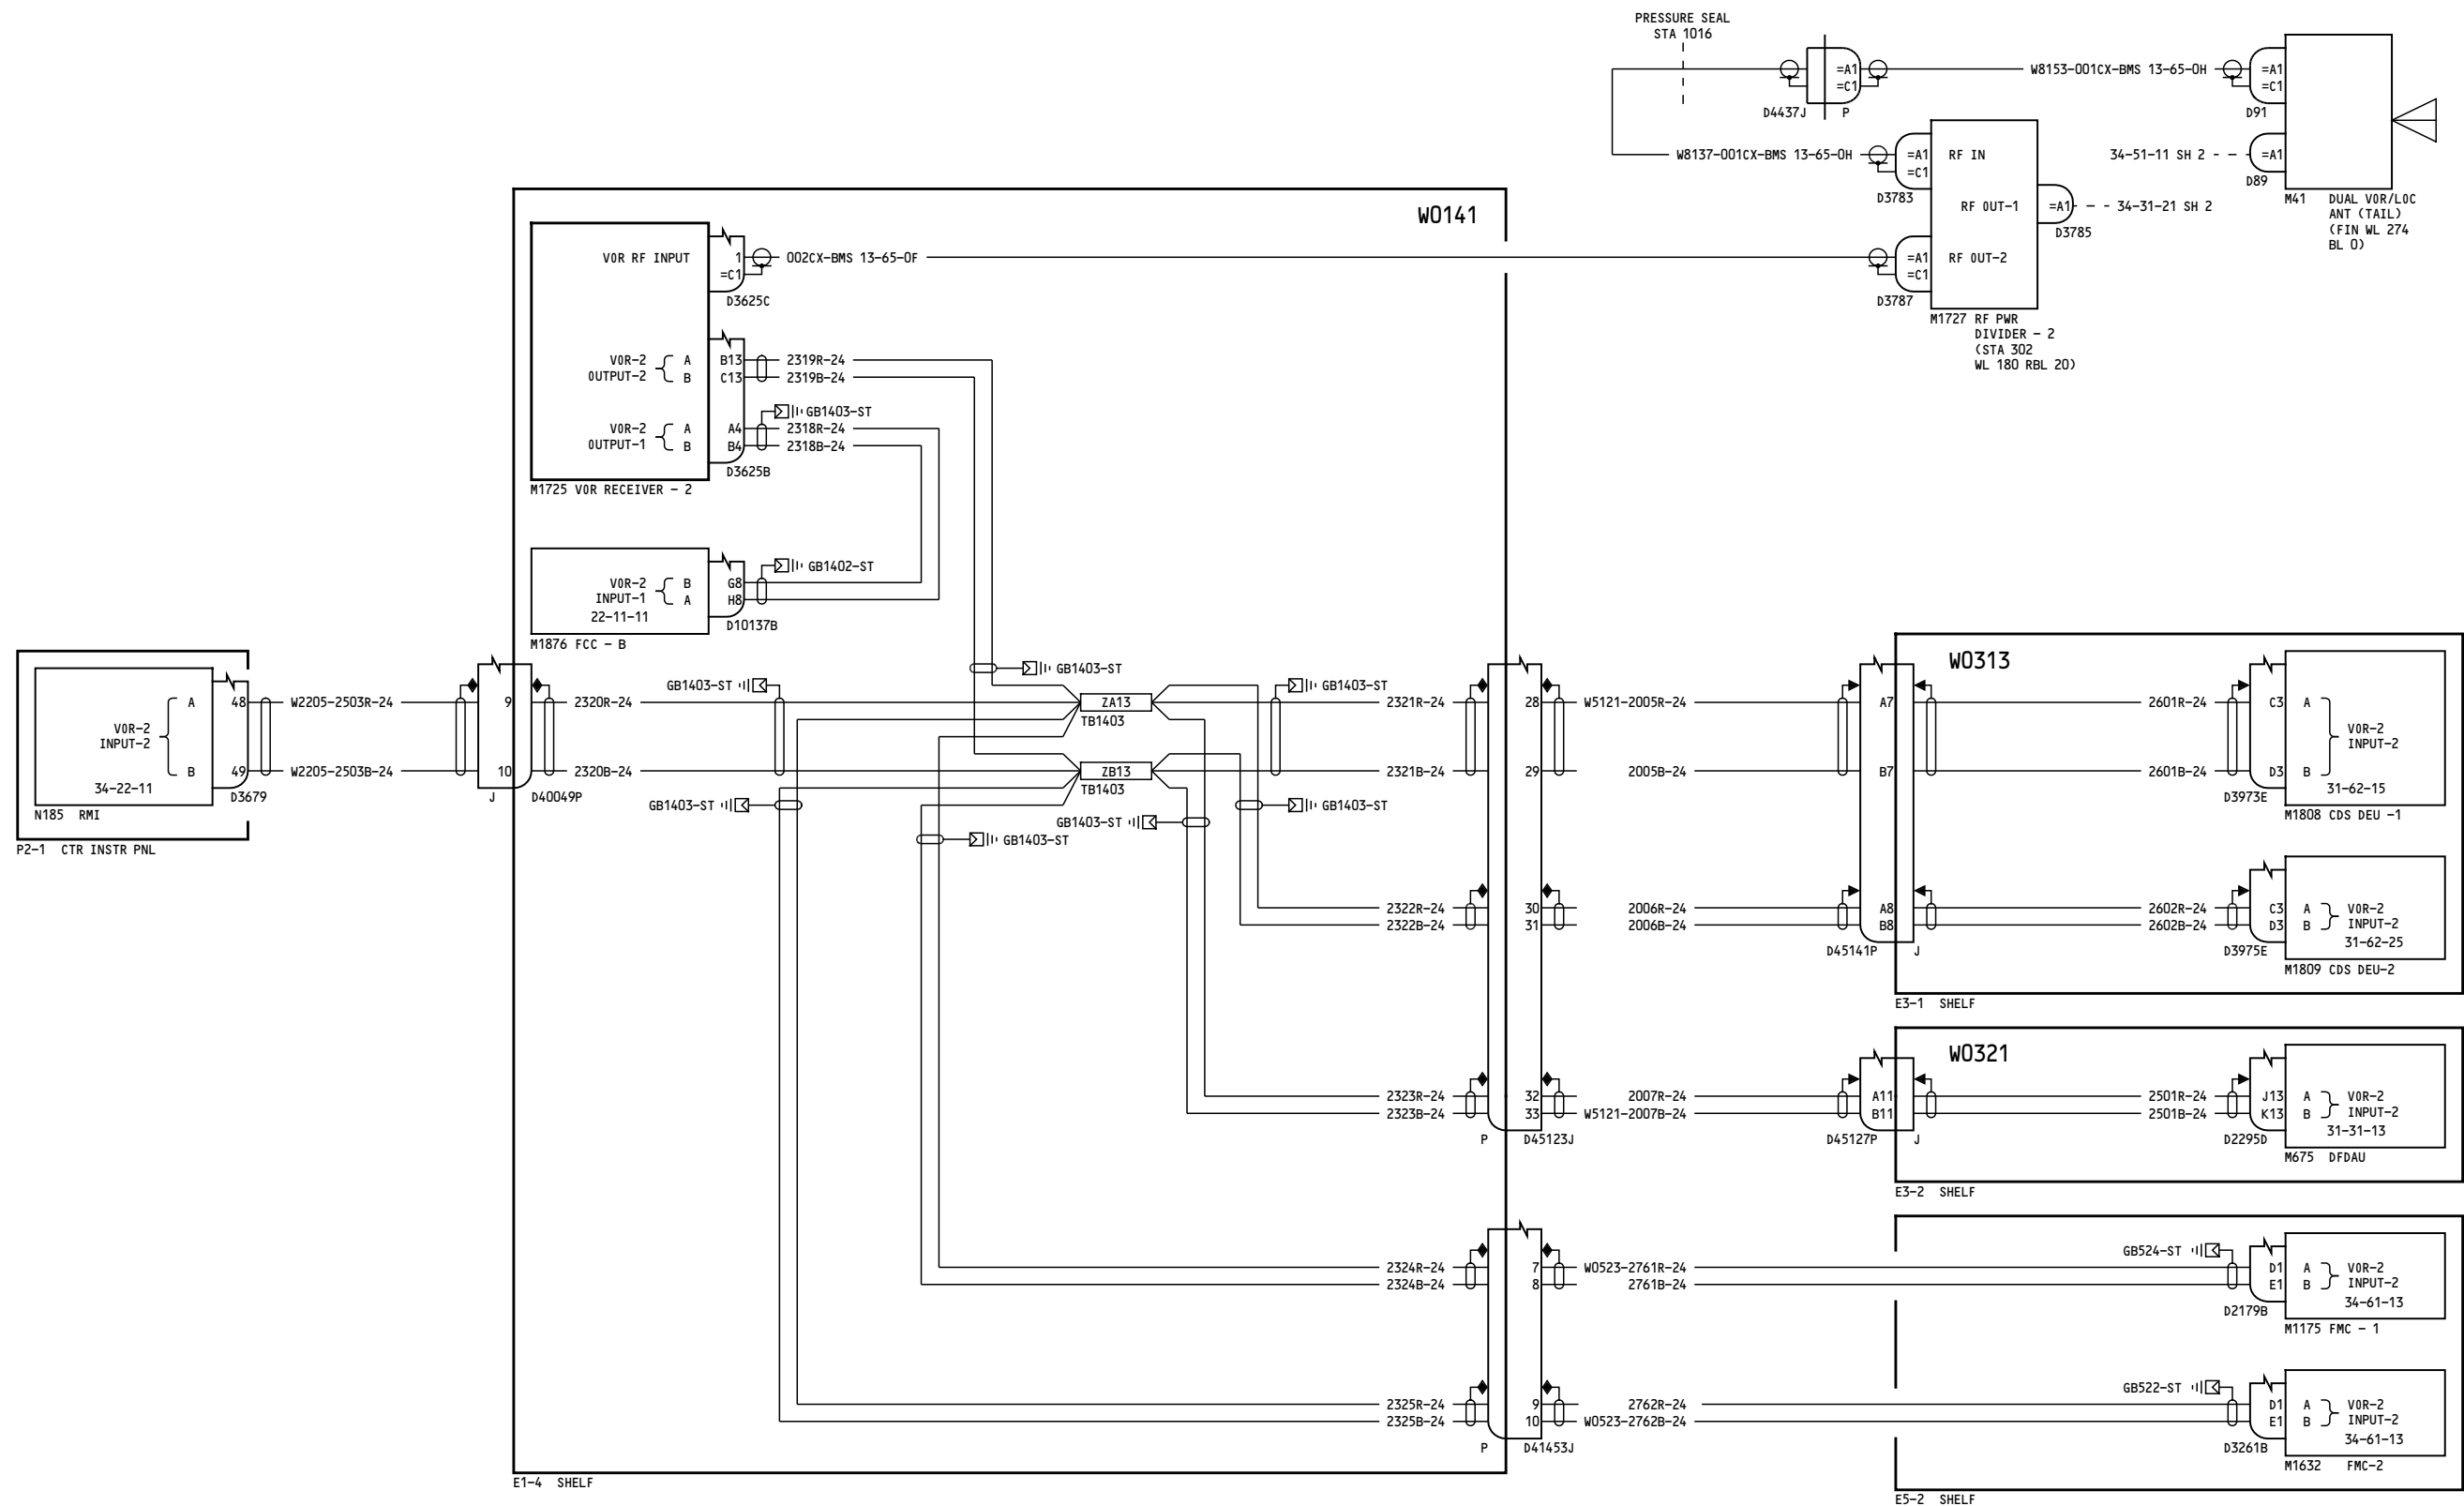 PRESSURE SEAL
STA 1016
=A1
=C1
D4437J
P
W8153-001CX-BMS 13-65-0H
=A1
=C1
D91
34-51-11 SH 2
=A1
D89
M41
DUAL VOR/LOC
ANT (TAIL)
(FIN WL 274
BL 0)
W8137-001CX-BMS 13-65-0H
=A1
=C1
D3783
RF IN
RF OUT-1
=A1
34-31-21 SH 2
D3785
=A1
=C1
D3787
RF OUT-2
M1727 RF PWR
DIVIDER - 2
(STA 302
WL 180 RBL 20)
W0141
VOR RF INPUT
1
=C1
002CX-BMS 13-65-0F
D3625C
VOR-2
OUTPUT-2
A
B
B13
C13
2319R-24
2319B-24
GB1403-ST
VOR-2
OUTPUT-1
A
B
A4
B4
2318R-24
2318B-24
D3625B
M1725 VOR RECEIVER - 2
GB1402-ST
VOR-2
INPUT-1
B
A
22-11-11
G8
H8
D10137B
M1876 FCC - B
A
VOR-2
INPUT-2
B
34-22-11
48
49
D3679
N185 RMI
P2-1 CTR INSTR PNL
W2205-2503R-24
W2205-2503B-24
9
10
J
D40049P
2320R-24
2320B-24
GB1403-ST
GB1403-ST
GB1403-ST
GB1403-ST
ZA13
TB1403
ZB13
TB1403
GB1403-ST
GB1403-ST
GB1403-ST
2321R-24
2321B-24
2322R-24
2322B-24
2323R-24
2323B-24
28
29
30
31
32
33
P
D45123J
W5121-2005R-24
2005B-24
2006R-24
2006B-24
2007R-24
W5121-2007B-24
A7
B7
A8
B8
D45141P
J
W0313
2601R-24
2601B-24
C3
D3
D3973E
A
VOR-2
INPUT-2
B
31-62-15
M1808 CDS DEU -1
2602R-24
2602B-24
C3
D3
D3975E
A
B
VOR-2
INPUT-2
31-62-25
M1809 CDS DEU-2
E3-1 SHELF
A11
B11
D45127P
J
W0321
2501R-24
2501B-24
J13
K13
D2295D
A
B
VOR-2
INPUT-2
31-31-13
M675 DFDAU
E3-2 SHELF
2324R-24
2324B-24
2325R-24
2325B-24
7
8
9
10
P
D41453J
W0523-2761R-24
2761B-24
2762R-24
W0523-2762B-24
GB524-ST
D1
E1
D2179B
A
B
VOR-2
INPUT-2
34-61-13
M1175 FMC - 1
GB522-ST
D1
E1
D3261B
A
B
VOR-2
INPUT-2
34-61-13
M1632 FMC-2
E5-2 SHELF
E1-4 SHELF